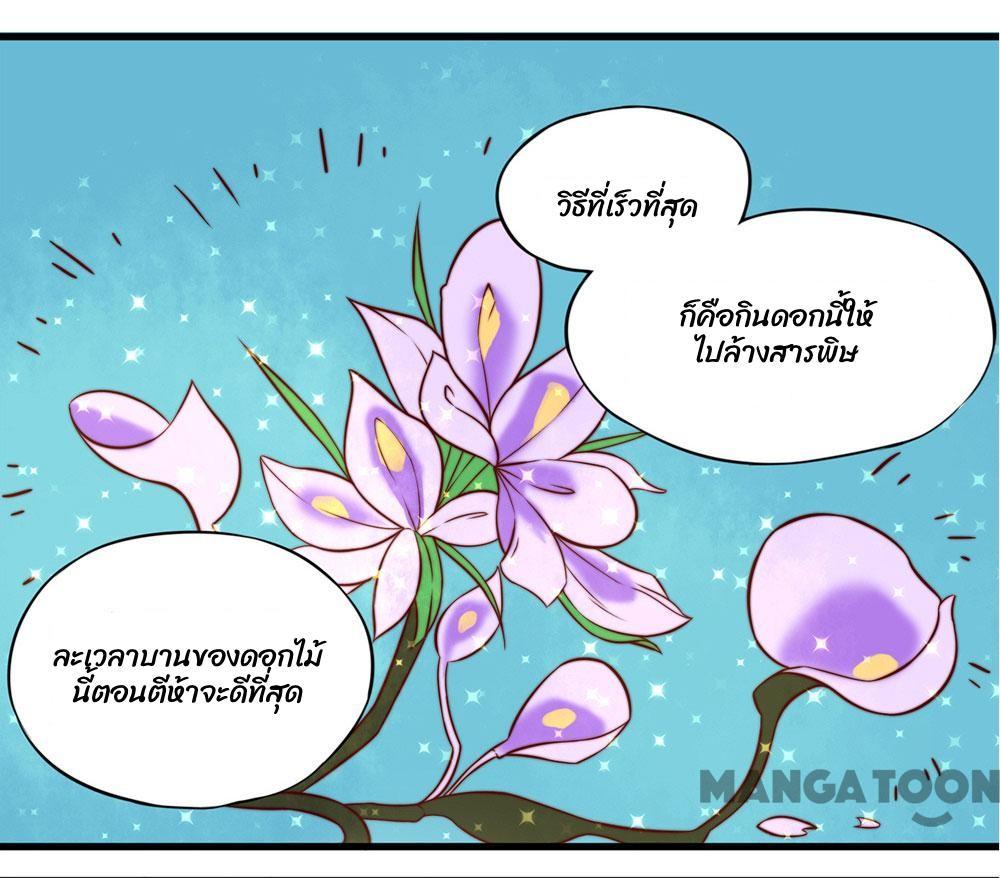 วิธีที่เร็วที่สุด
ก็คือกินดอกนี้ให้
ไปล้างสารพิษ
ละเวลาบานของดอกไม้
นี้ตอนตีห้าจะดีที่สุด
MANGATOON